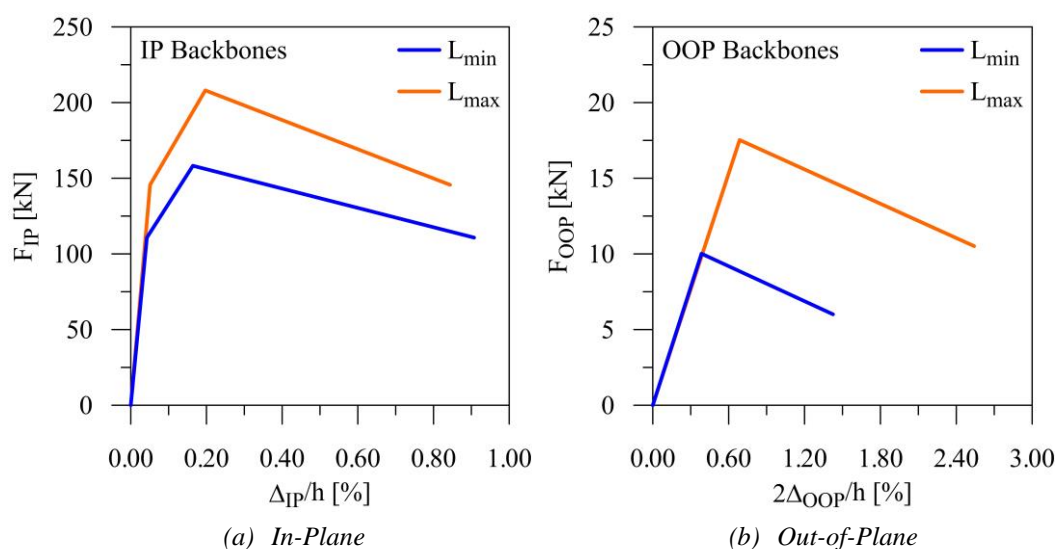 IP Backbones
L_min
L_max
F_IP [kN]
250
200
150
100
50
0
0.00 0.20 0.40 0.60 0.80 1.00
Δ_IP/h [%]
(a) In-Plane
OOP Backbones
L_min
L_max
F_OOP [kN]
25
20
15
10
5
0
0.00 0.60 1.20 1.80 2.40 3.00
2Δ_OOP/h [%]
(b) Out-of-Plane